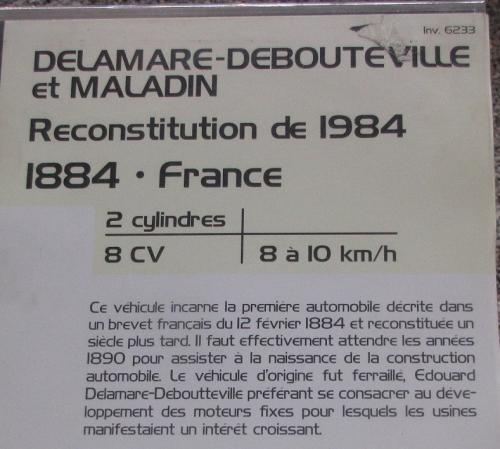 Inv. 6233
DELAMARE-DEBOUTEVILLE
et MALADIN
Reconstitution de 1984
1884 · France
2 cylindres
8 CV
8 à 10 km/h
Ce véhicule incarne la première automobile décrite dans
un brevet francais du 12 février 1884 et reconstituée un
siècle plus tard. Il faut effectivement attendre les années
1890 pour assister à la naissance de la construction
automobile. Le véhicule d'origine fut ferraillé, Edouard
Delamare-Deboutteville préférant se consacrer au déve-
loppement des moteurs fixes pour lesquels les usines
manifestaient un intérêt croissant.